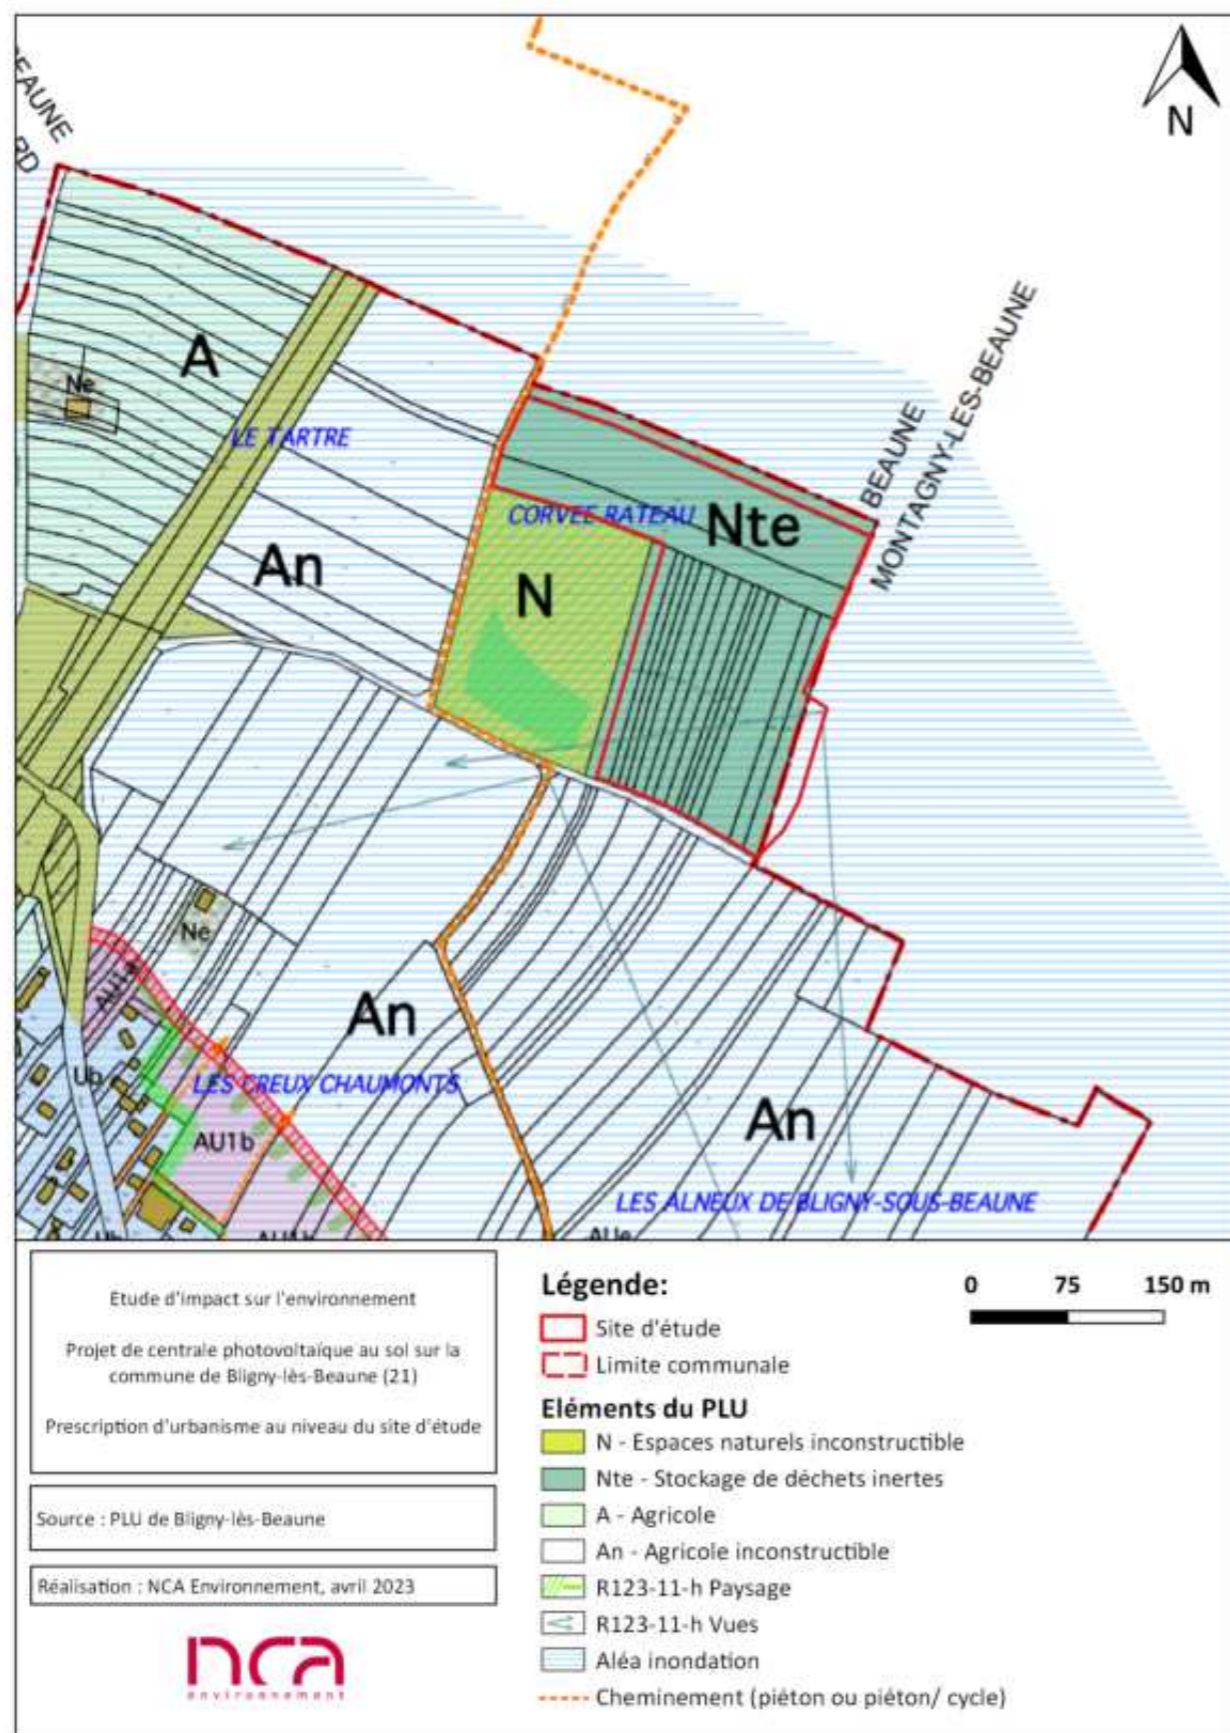 N
BEAUNE
RD
A
Ne
LE TARTRE
BEAUNE
MONTAGNY-LES-BEAUNE
CORVEE RATEAU
Nte
An
N
Ne
AU1a
An
Ub
LES CREUX CHAUMONTS
AU1b
An
LES ALNEUX DE BLIGNY-SOUS-BEAUNE
Ub
AU1b
Etude d'impact sur l'environnement
Projet de centrale photovoltaïque au sol sur la
commune de Bligny-lès-Beaune (21)
Prescription d'urbanisme au niveau du site d'étude
Source : PLU de Bligny-lès-Beaune
Réalisation : NCA Environnement, avril 2023
nca
environnement
Légende:
0 75 150 m
Site d'étude
Limite communale
Eléments du PLU
N - Espaces naturels inconstructible
Nte - Stockage de déchets inertes
A - Agricole
An - Agricole inconstructible
R123-11-h Paysage
R123-11-h Vues
Aléa inondation
Cheminement (piéton ou piéton/ cycle)